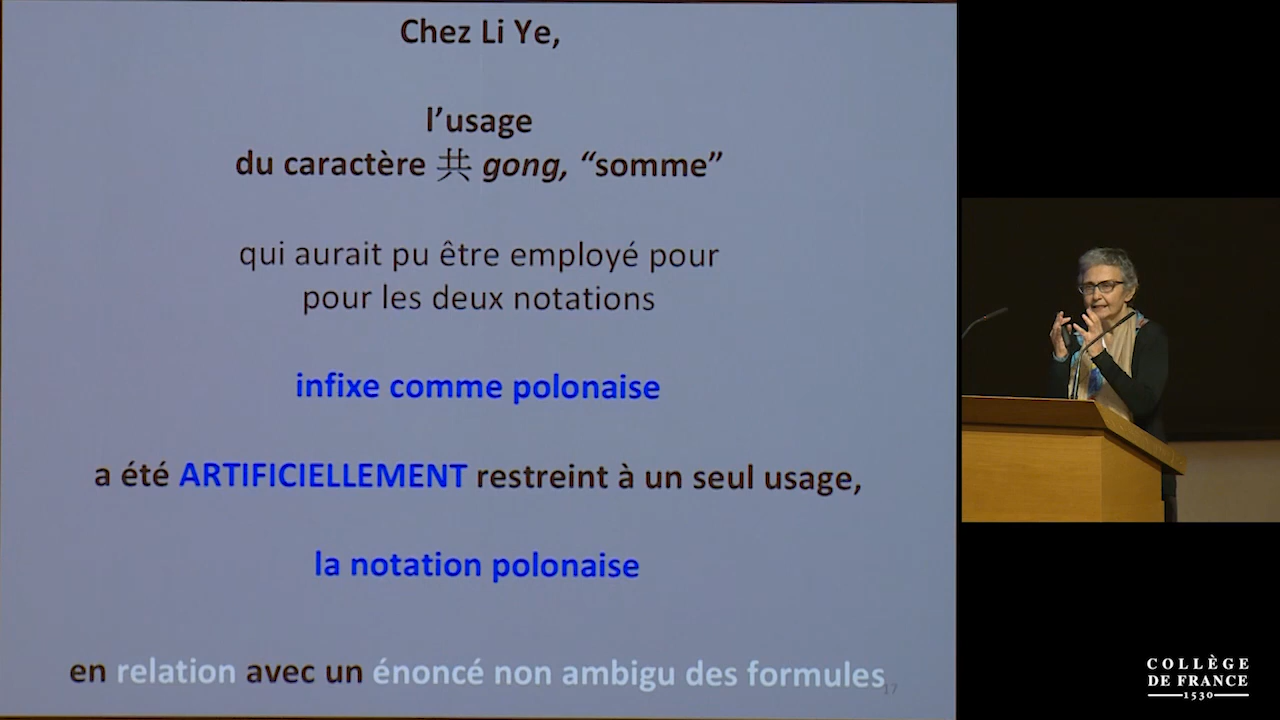 Chez Li Ye,
l’usage
du caractère 共 gong, “somme”
qui aurait pu être employé pour
pour les deux notations
infixe comme polonaise
a été ARTIFICIELLEMENT restreint à un seul usage,
la notation polonaise
en relation avec un énoncé non ambigu des formules
17
COLLÈGE
DE FRANCE
1530